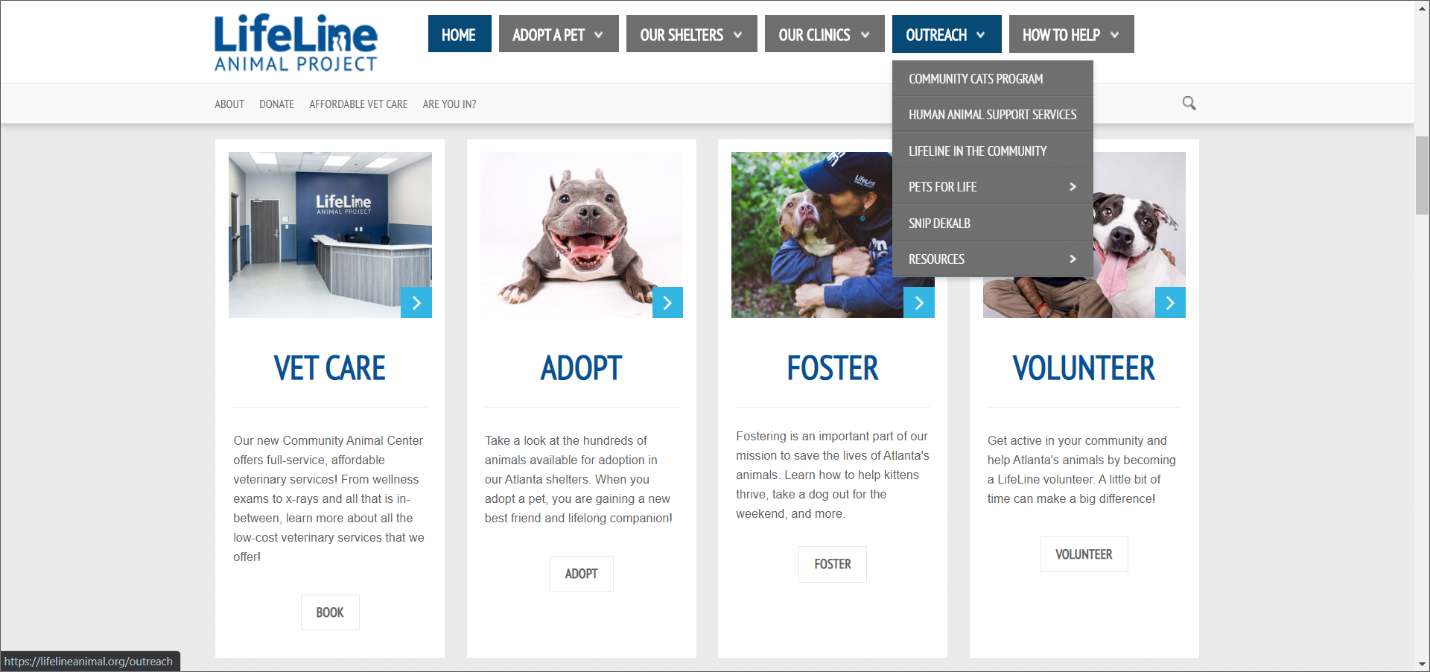 LifeLine
ANIMAL PROJECT
HOME
ADOPT A PET
OUR SHELTERS
OUR CLINICS
OUTREACH
HOW TO HELP
COMMUNITY CATS PROGRAM
HUMAN ANIMAL SUPPORT SERVICES
LIFELINE IN THE COMMUNITY
PETS FOR LIFE
SNIP DEKALB
RESOURCES
ABOUT
DONATE
AFFORDABLE VET CARE
ARE YOU IN?
LifeLine
ANIMAL PROJECT
VET CARE
Our new Community Animal Center
offers full-service, affordable
veterinary services! From wellness
exams to x-rays and all that is in-
between, learn more about all the
low-cost veterinary services that we
offer!
BOOK
ADOPT
Take a look at the hundreds of
animals available for adoption in
our Atlanta shelters. When you
adopt a pet, you are gaining a new
best friend and lifelong companion!
ADOPT
LifeLine
FOSTER
Fostering is an important part of our
mission to save the lives of Atlanta's
animals. Learn how to help kittens
thrive, take a dog out for the
weekend, and more.
FOSTER
VOLUNTEER
Get active in your community and
help Atlanta's animals by becoming
a LifeLine volunteer. A little bit of
time can make a big difference!
VOLUNTEER
https://lifelineanimal.org/outreach